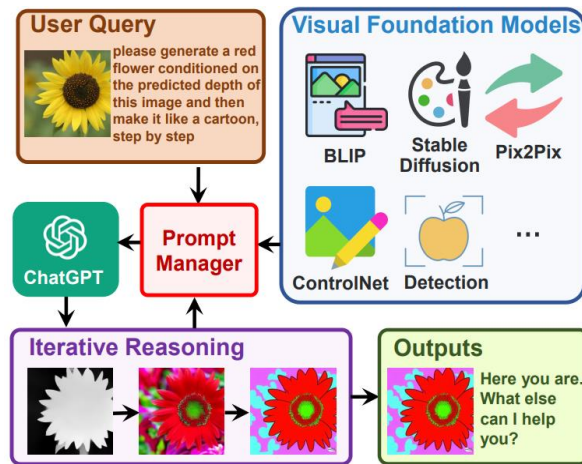 User Query
please generate a red
flower conditioned on
the predicted depth of
this image and then
make it like a cartoon,
step by step
Visual Foundation Models
BLIP
Stable
Diffusion
Pix2Pix
ControlNet
Detection
...
ChatGPT
Prompt
Manager
Iterative Reasoning
Outputs
Here you are.
What else
can I help
you?